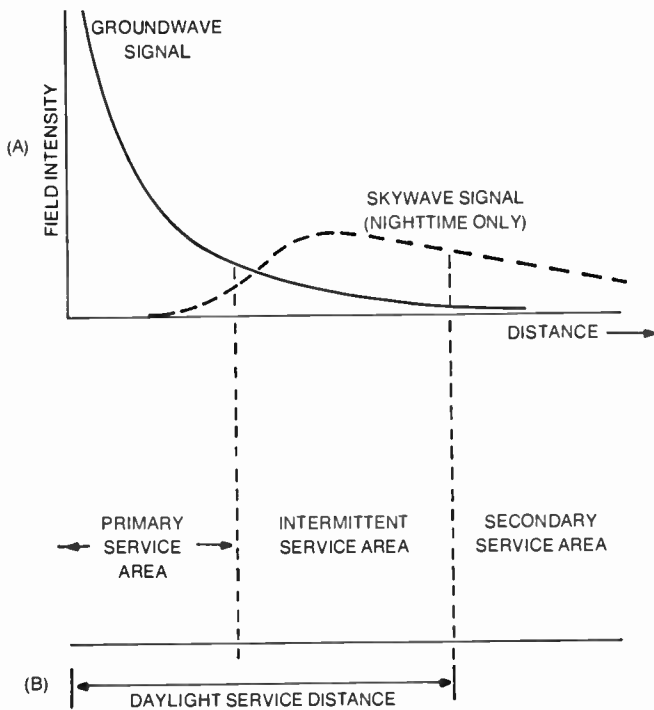 GROUNDWAVE
SIGNAL
(A)
FIELD INTENSITY
SKYWAVE SIGNAL
(NIGHTTIME ONLY)
DISTANCE
PRIMARY
SERVICE
AREA
INTERMITTENT
SERVICE AREA
SECONDARY
SERVICE AREA
(B)
DAYLIGHT SERVICE DISTANCE